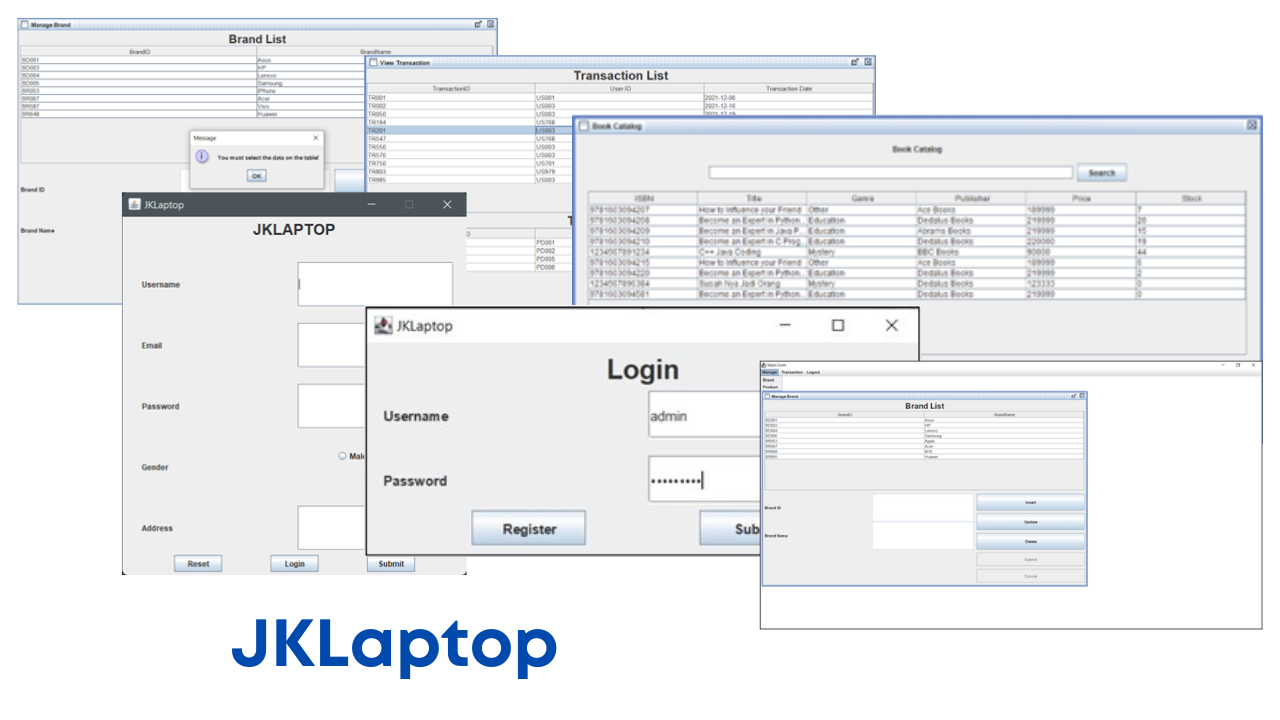 Manage Brand
Brand List
BrandID BrandName
BD001 Asus
BD003 HP
BD004 Lenovo
BD005 Samsung
BR053 iPhone
BR067 Acer
BR587 Vivo
BR648 Huawei
Message
You must select the data on the table!
OK
Brand ID
Brand Name
View Transaction
Transaction List
TransactionID User ID Transaction Date
TR001 US001 2021-12-06
TR002 US003 2021-12-16
TR050 US003 2021-12-19
TR194 US768
TR201 US003
TR547 US768
TR550 US003
TR576 US003
TR750 US701
TR803 US979
TR985 US003
T
D
PD001
PD002
PD005
PD006
Book Catalog
Book Catalog
Search
ISBN Title Genre Publisher Price Stock
9781603094207 How to Influence your Friend Other Ace Books 189999 7
9781603094208 Become an Expert in Python... Education Dedalus Books 219999 20
9781603094209 Become an Expert in Java P... Education Abrams Books 219999 15
9781603094210 Become an Expert in C Prog... Education Dedalus Books 220000 19
1234567891234 C++ Java Coding Mystery BBC Books 90000 44
9781603094215 How to Influence your Friend Other Ace Books 189999 6
9781603094220 Become an Expert in Python... Education Dedalus Books 219999 2
1234567896384 Susah Nya Jadi Orang Mystery Dedalus Books 123333 0
9781603094581 Become an Expert in Python... Education Dedalus Books 219999 0
JKLaptop
JKLAPTOP
Username
Email
Password
Gender
Male
Address
Reset Login Submit
JKLaptop
Login
Username admin
Password
Register Sub
Main Form
Manage Transaction Logout
Brand
Product
Manage Brand
Brand List
BrandID BrandName
BD001 Asus
BD003 HP
BD004 Lenovo
BD005 Samsung
BR053 Apple
BR067 Acer
Huawei
Brand ID
Brand Name
Insert
Update
Delete
Submit
Cancel
JKLaptop